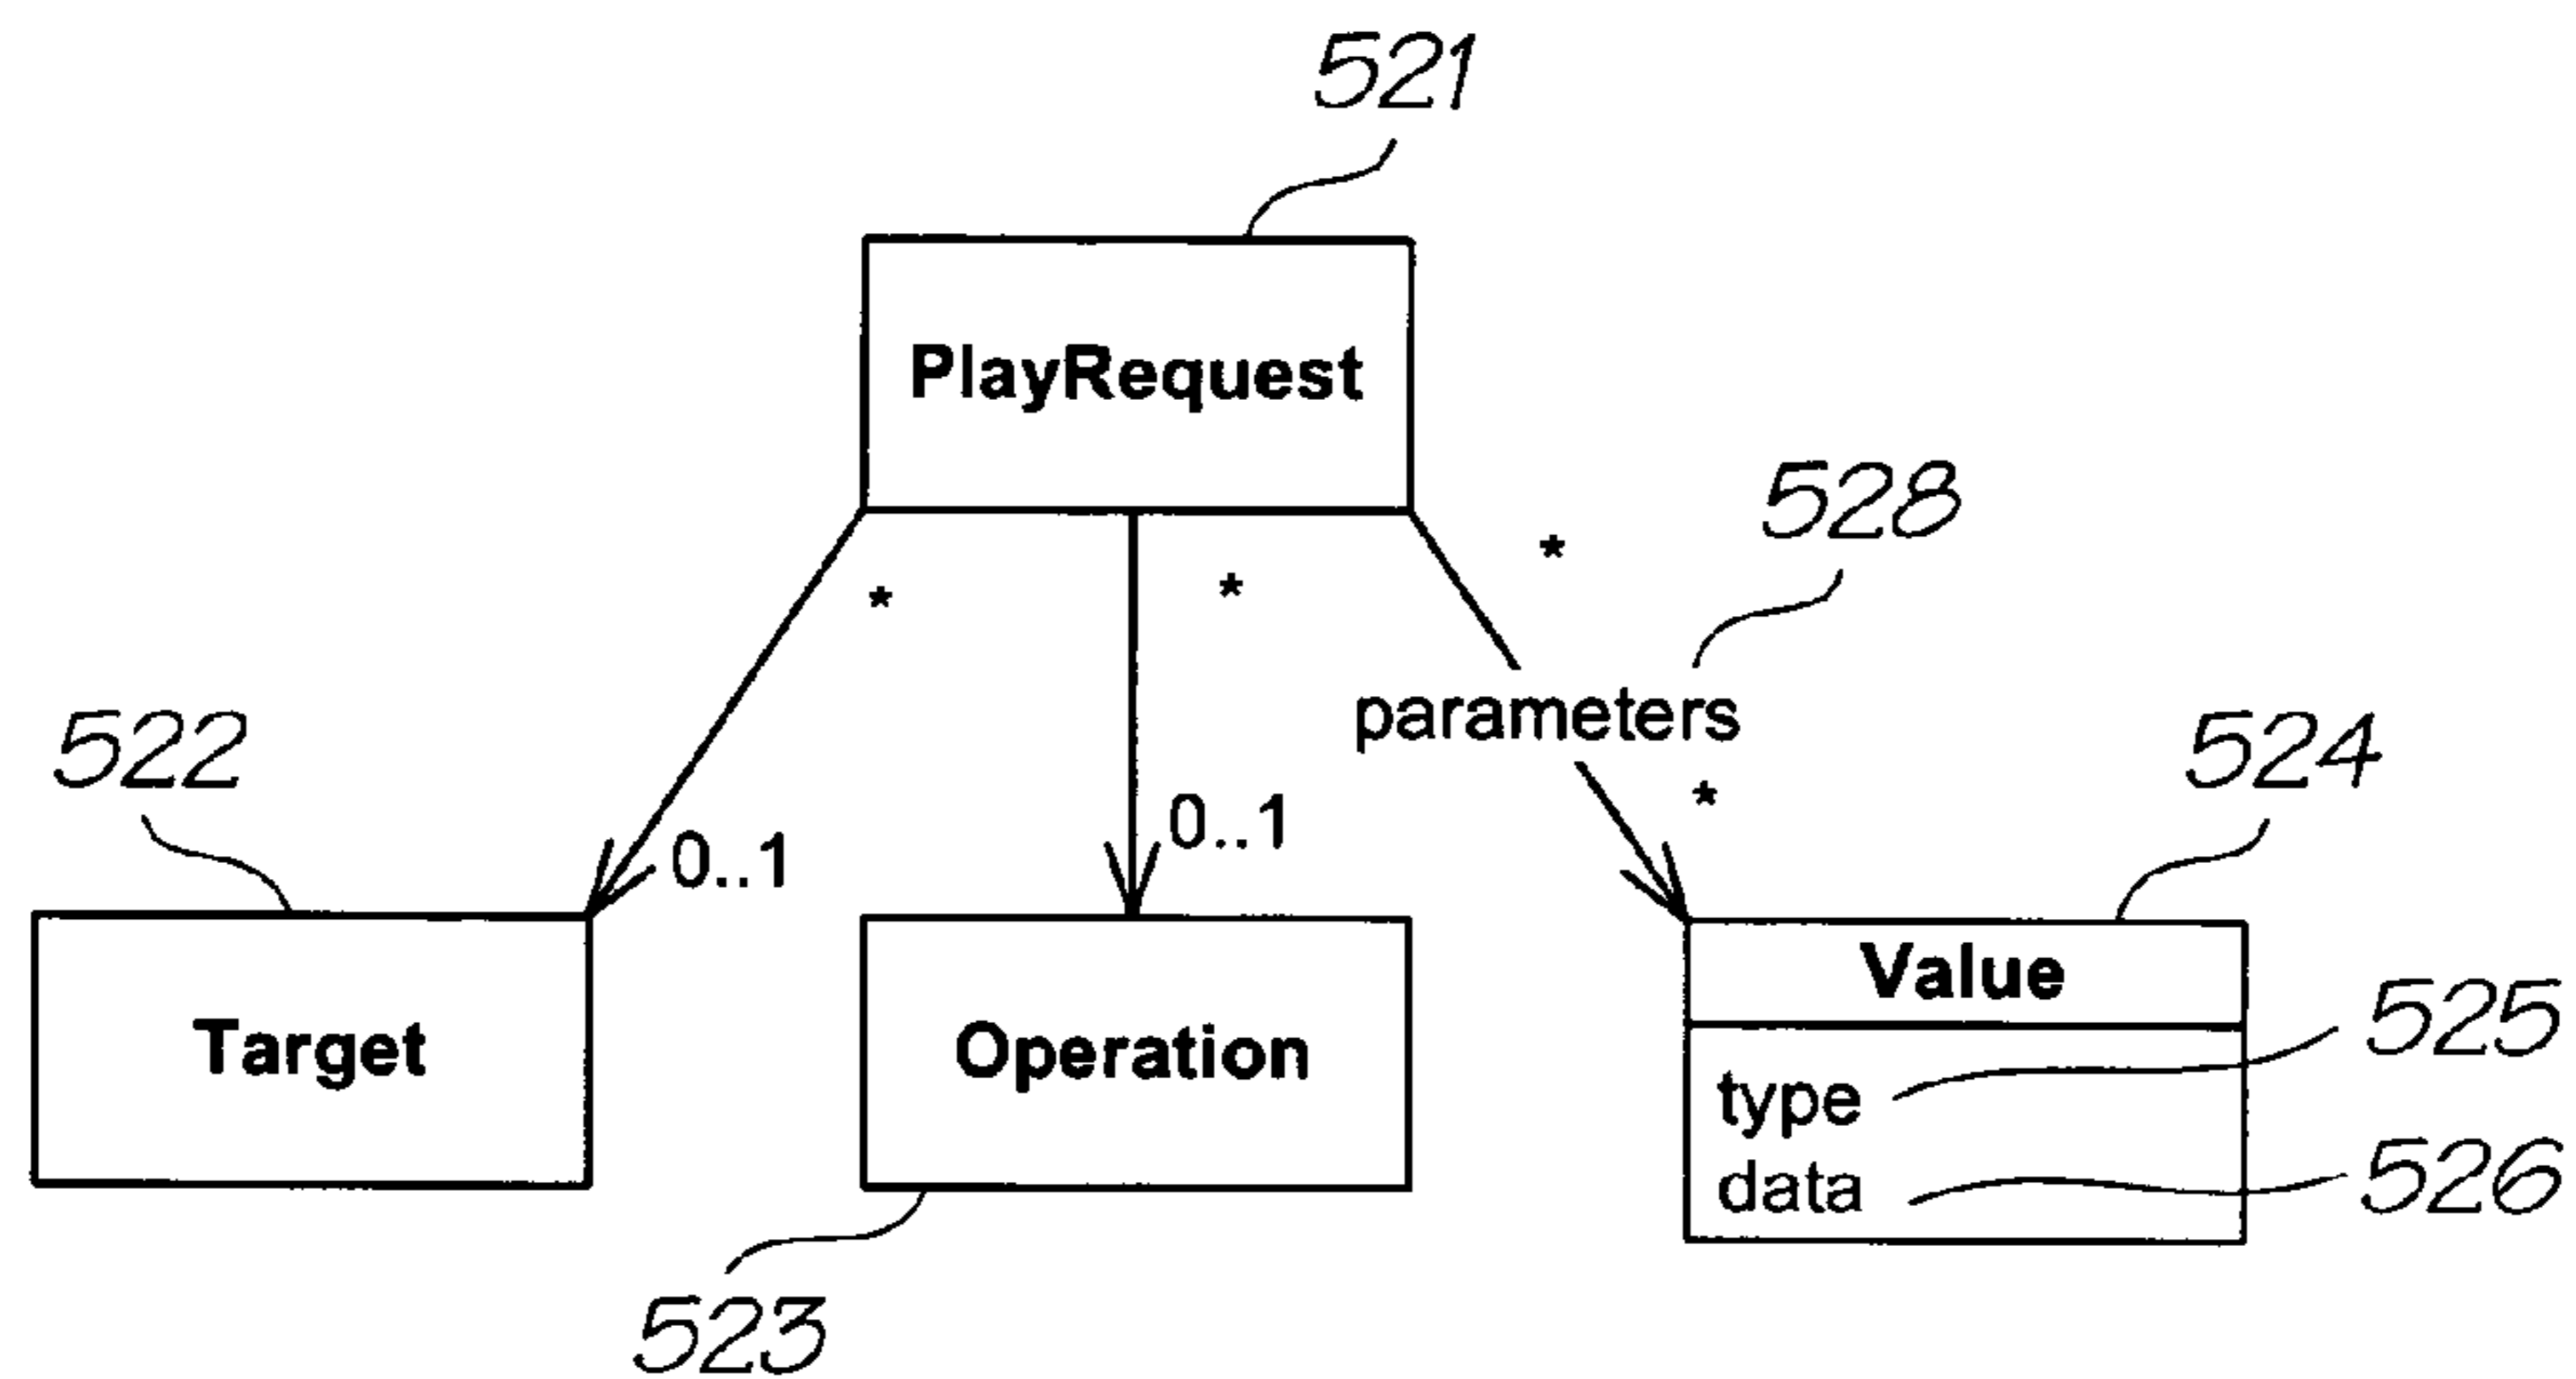 521
PlayRequest
528
*
*
*
parameters
522
524
*
0..1
0..1
Value
Target
Operation
525
type
data
526
523